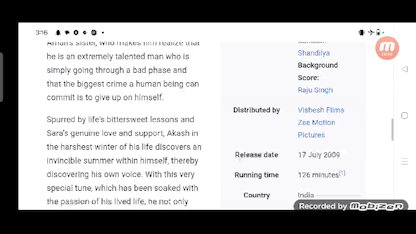 3:16
Aman's sister, who makes him realize that
he is an extremely talented man who is
simply going through a bad phase and
that the biggest crime a human being can
commit is to give up on himself.
Spurred by life's bittersweet lessons and
Sara's genuine love and support, Akash in
the harshest winter of his life discovers an
invincible summer within himself, thereby
discovering his own voice. With this very
special tune, which has been soaked with
the passion of his lived life, he not only
Shandilya
Background
Score:
Raju Singh
Distributed by Vishesh Films
Zee Motion
Pictures
Release date 17 July 2009
Running time 126 minutes[1]
Country India
Recorded by Mobizen